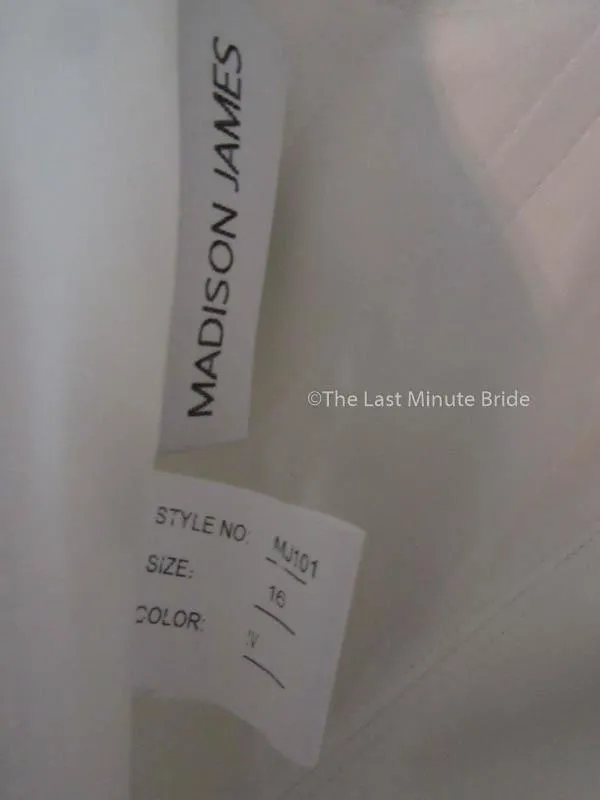 MADISON JAMES
©The Last Minute Bride
STYLE NO: MJ101
SIZE: 16
COLOR: IV